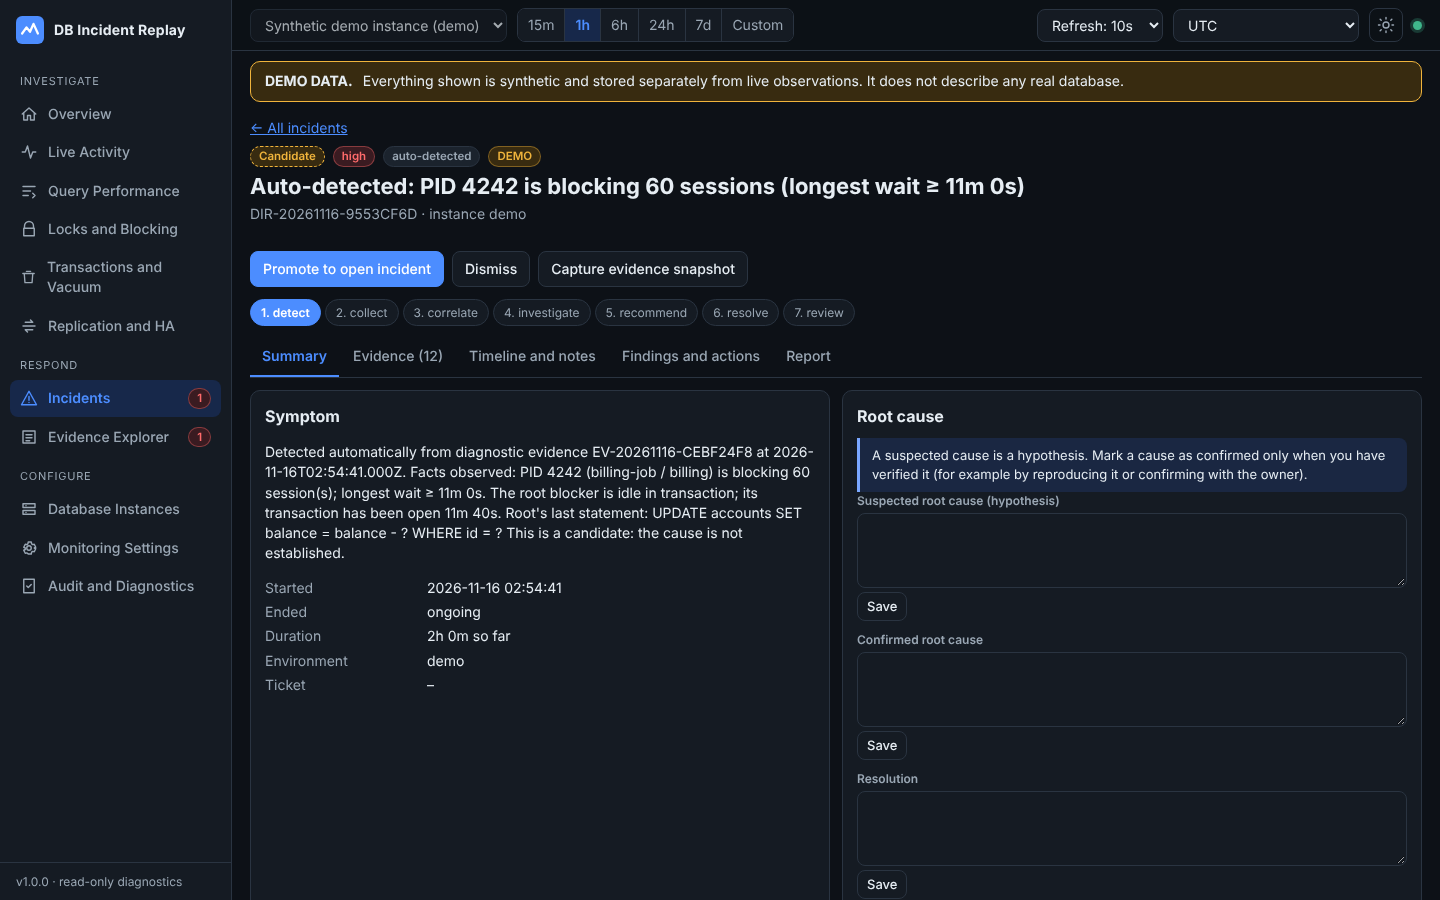 DB Incident Replay
INVESTIGATE
Overview
Live Activity
Query Performance
Locks and Blocking
Transactions and
Vacuum
Replication and HA
RESPOND
Incidents 1
Evidence Explorer 1
CONFIGURE
Database Instances
Monitoring Settings
Audit and Diagnostics
v1.0.0 · read-only diagnostics
Synthetic demo instance (demo) 15m 1h 6h 24h 7d Custom Refresh: 10s UTC
DEMO DATA. Everything shown is synthetic and stored separately from live observations. It does not describe any real database.
← All incidents
Candidate high auto-detected DEMO
Auto-detected: PID 4242 is blocking 60 sessions (longest wait ≥ 11m 0s)
DIR-20261116-9553CF6D · instance demo
Promote to open incident Dismiss Capture evidence snapshot
1. detect 2. collect 3. correlate 4. investigate 5. recommend 6. resolve 7. review
Summary Evidence (12) Timeline and notes Findings and actions Report
Symptom
Detected automatically from diagnostic evidence EV-20261116-CEBF24F8 at 2026-
11-16T02:54:41.000Z. Facts observed: PID 4242 (billing-job / billing) is blocking 60
session(s); longest wait ≥ 11m 0s. The root blocker is idle in transaction; its
transaction has been open 11m 40s. Root's last statement: UPDATE accounts SET
balance = balance - ? WHERE id = ? This is a candidate: the cause is not
established.
Started 2026-11-16 02:54:41
Ended ongoing
Duration 2h 0m so far
Environment demo
Ticket –
Root cause
A suspected cause is a hypothesis. Mark a cause as confirmed only when you have
verified it (for example by reproducing it or confirming with the owner).
Suspected root cause (hypothesis)
Save
Confirmed root cause
Save
Resolution
Save